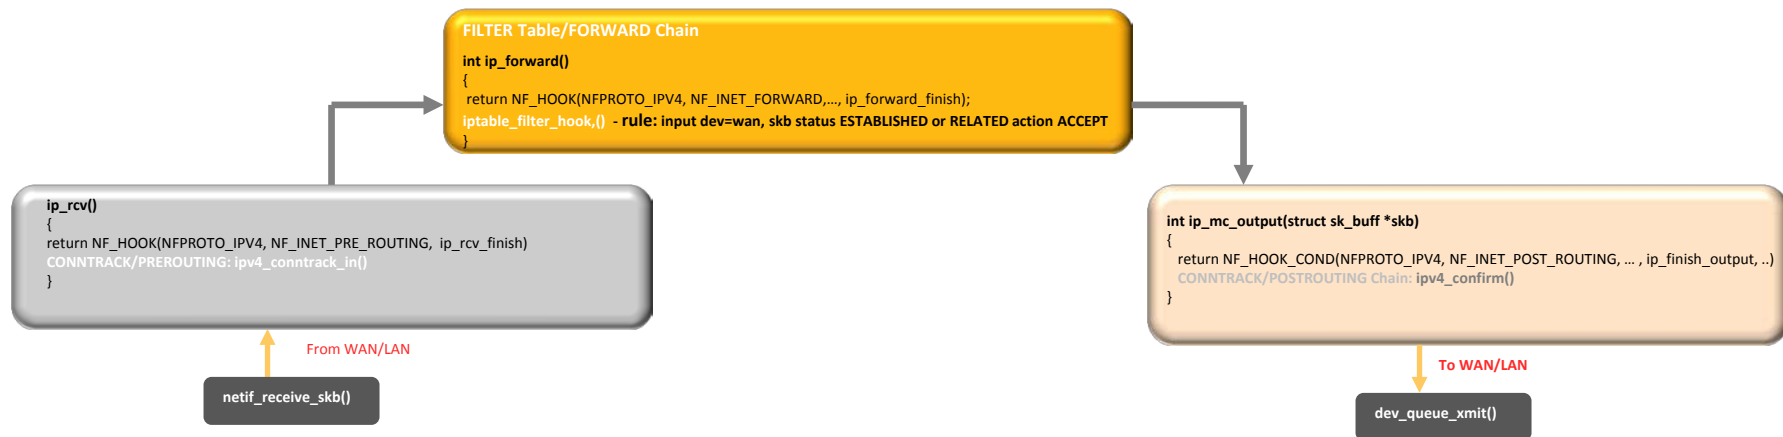 FILTER Table/FORWARD Chain
int ip_forward()
{
return NF_HOOK(NFPROTO_IPV4, NF_INET_FORWARD,…, ip_forward_finish);
iptable_filter_hook,() - rule: input dev=wan, skb status ESTABLISHED or RELATED action ACCEPT
}
ip_rcv()
{
return NF_HOOK(NFPROTO_IPV4, NF_INET_PRE_ROUTING, ip_rcv_finish)
CONNTRACK/PREROUTING: ipv4_conntrack_in()
}
int ip_mc_output(struct sk_buff *skb)
{
return NF_HOOK_COND(NFPROTO_IPV4, NF_INET_POST_ROUTING, … , ip_finish_output, ..)
CONNTRACK/POSTROUTING Chain: ipv4_confirm()
}
From WAN/LAN
netif_receive_skb()
To WAN/LAN
dev_queue_xmit()